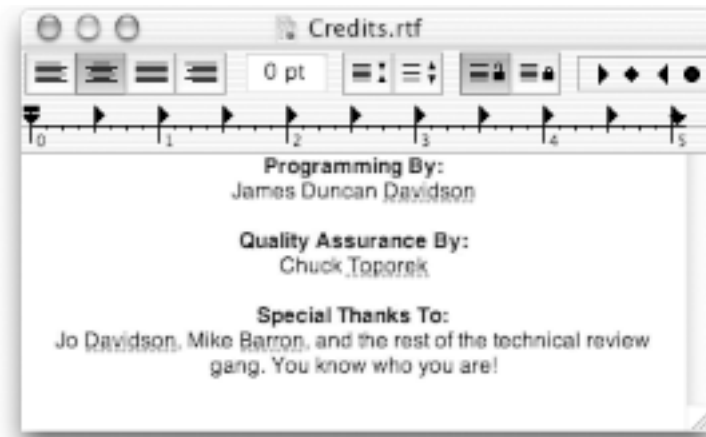 Credits.rtf
0 pt
0 1 2 3 4 5
Programming By:
James Duncan Davidson
Quality Assurance By:
Chuck Toporek
Special Thanks To:
Jo Davidson, Mike Barron, and the rest of the technical review
gang. You know who you are!